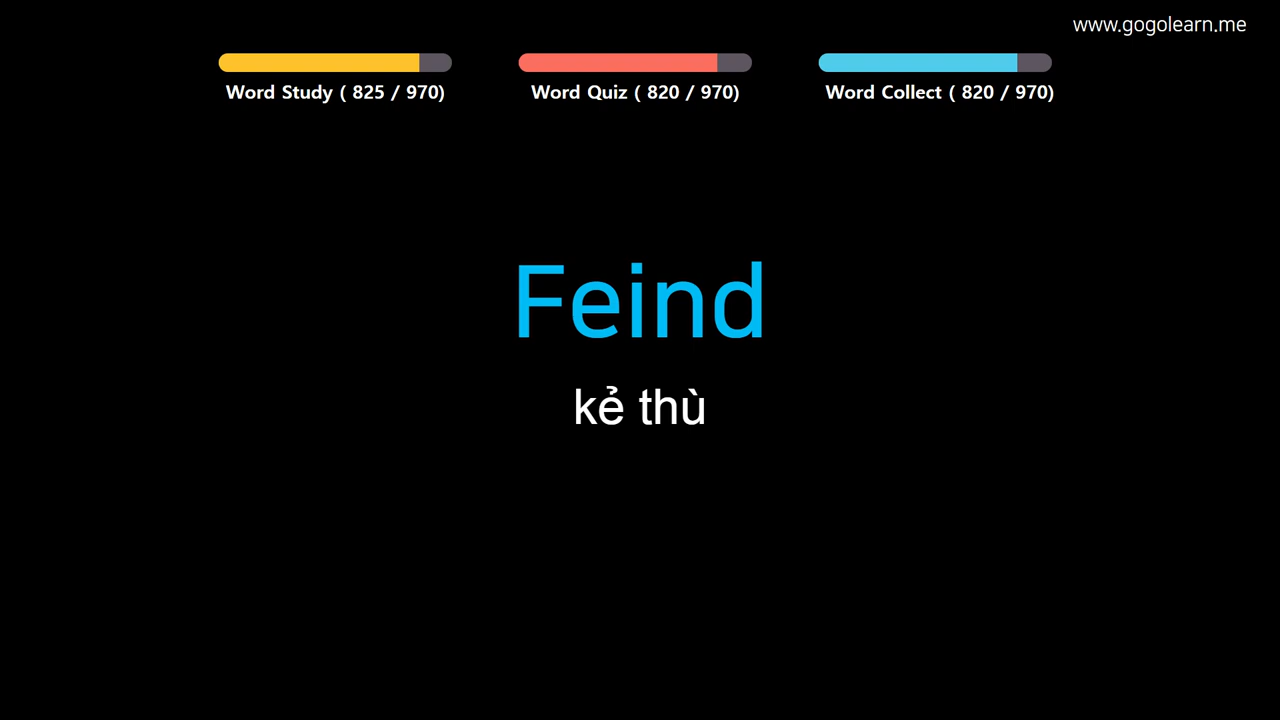 www.gogolearn.me
Word Study ( 825 / 970)
Word Quiz ( 820 / 970)
Word Collect ( 820 / 970)
Feind
kẻ thù